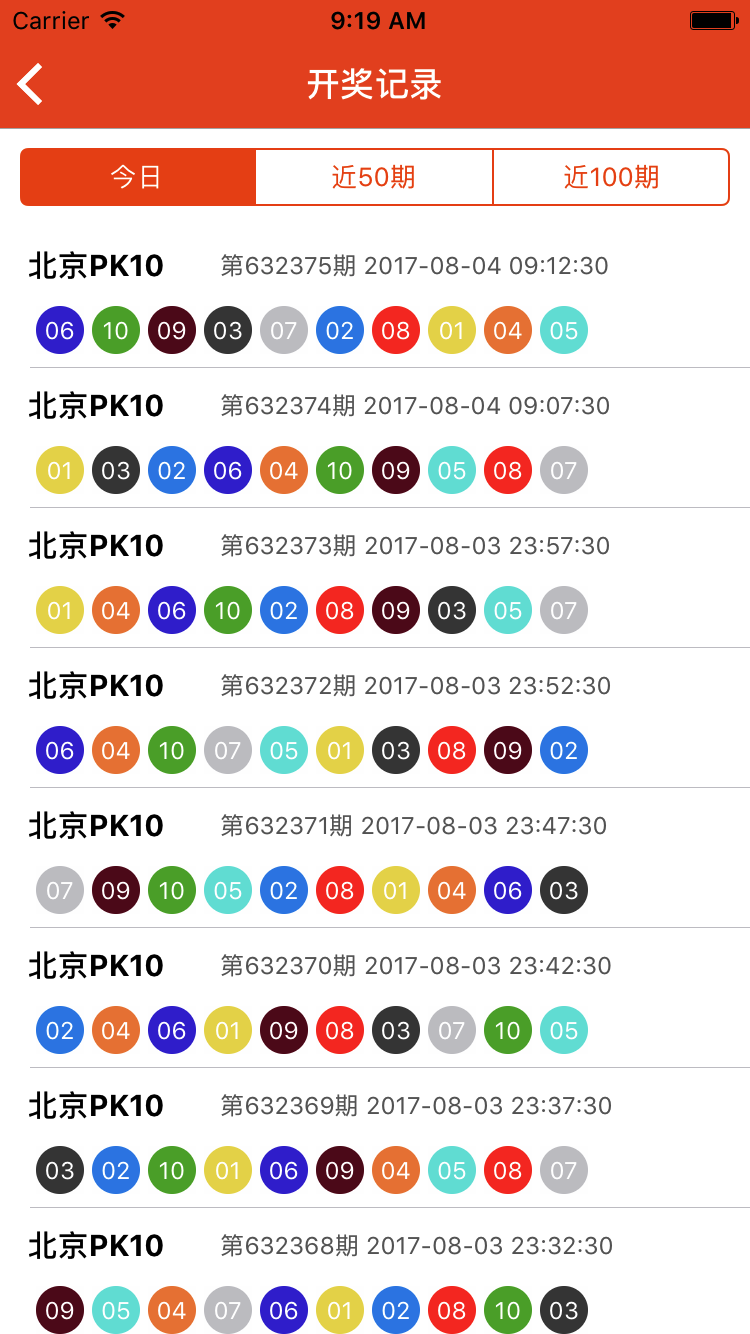 Carrier 9:19 AM
开奖记录
今日 近50期 近100期
北京PK10 第632375期 2017-08-04 09:12:30
06 10 09 03 07 02 08 01 04 05
北京PK10 第632374期 2017-08-04 09:07:30
01 03 02 06 04 10 09 05 08 07
北京PK10 第632373期 2017-08-03 23:57:30
01 04 06 10 02 08 09 03 05 07
北京PK10 第632372期 2017-08-03 23:52:30
06 04 10 07 05 01 03 08 09 02
北京PK10 第632371期 2017-08-03 23:47:30
07 09 10 05 02 08 01 04 06 03
北京PK10 第632370期 2017-08-03 23:42:30
02 04 06 01 09 08 03 07 10 05
北京PK10 第632369期 2017-08-03 23:37:30
03 02 10 01 06 09 04 05 08 07
北京PK10 第632368期 2017-08-03 23:32:30
09 05 04 07 06 01 02 08 10 03